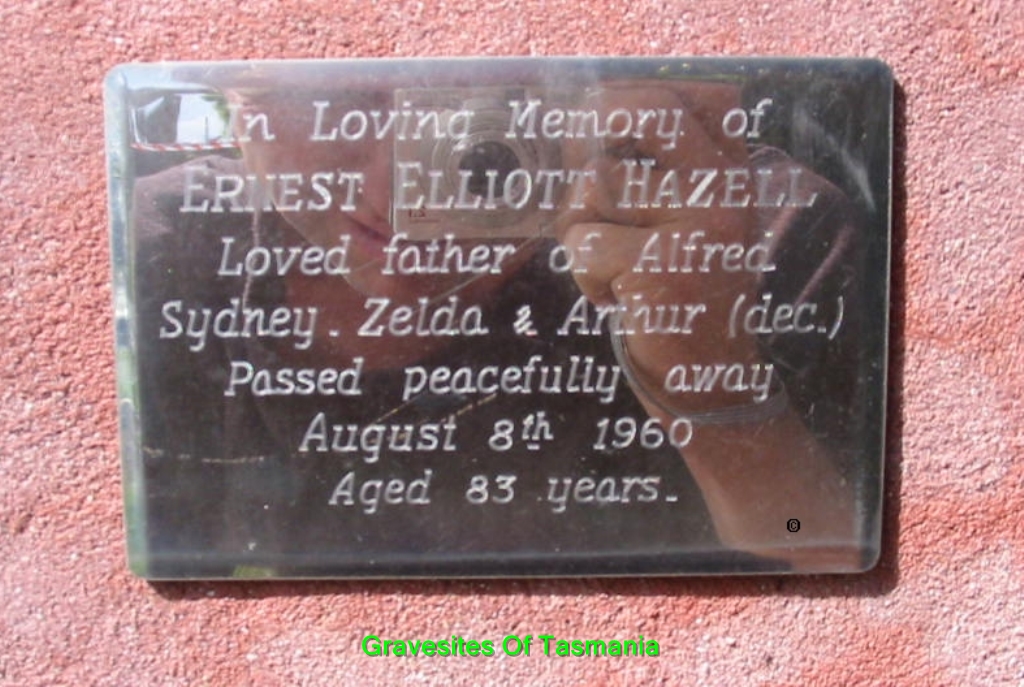 In Loving Memory of
ERNEST ELLIOTT HAZELL
Loved father of Alfred
Sydney. Zelda & Arthur (dec.)
Passed peacefully away
August 8th 1960
Aged 83 years.
©
Gravesites Of Tasmania